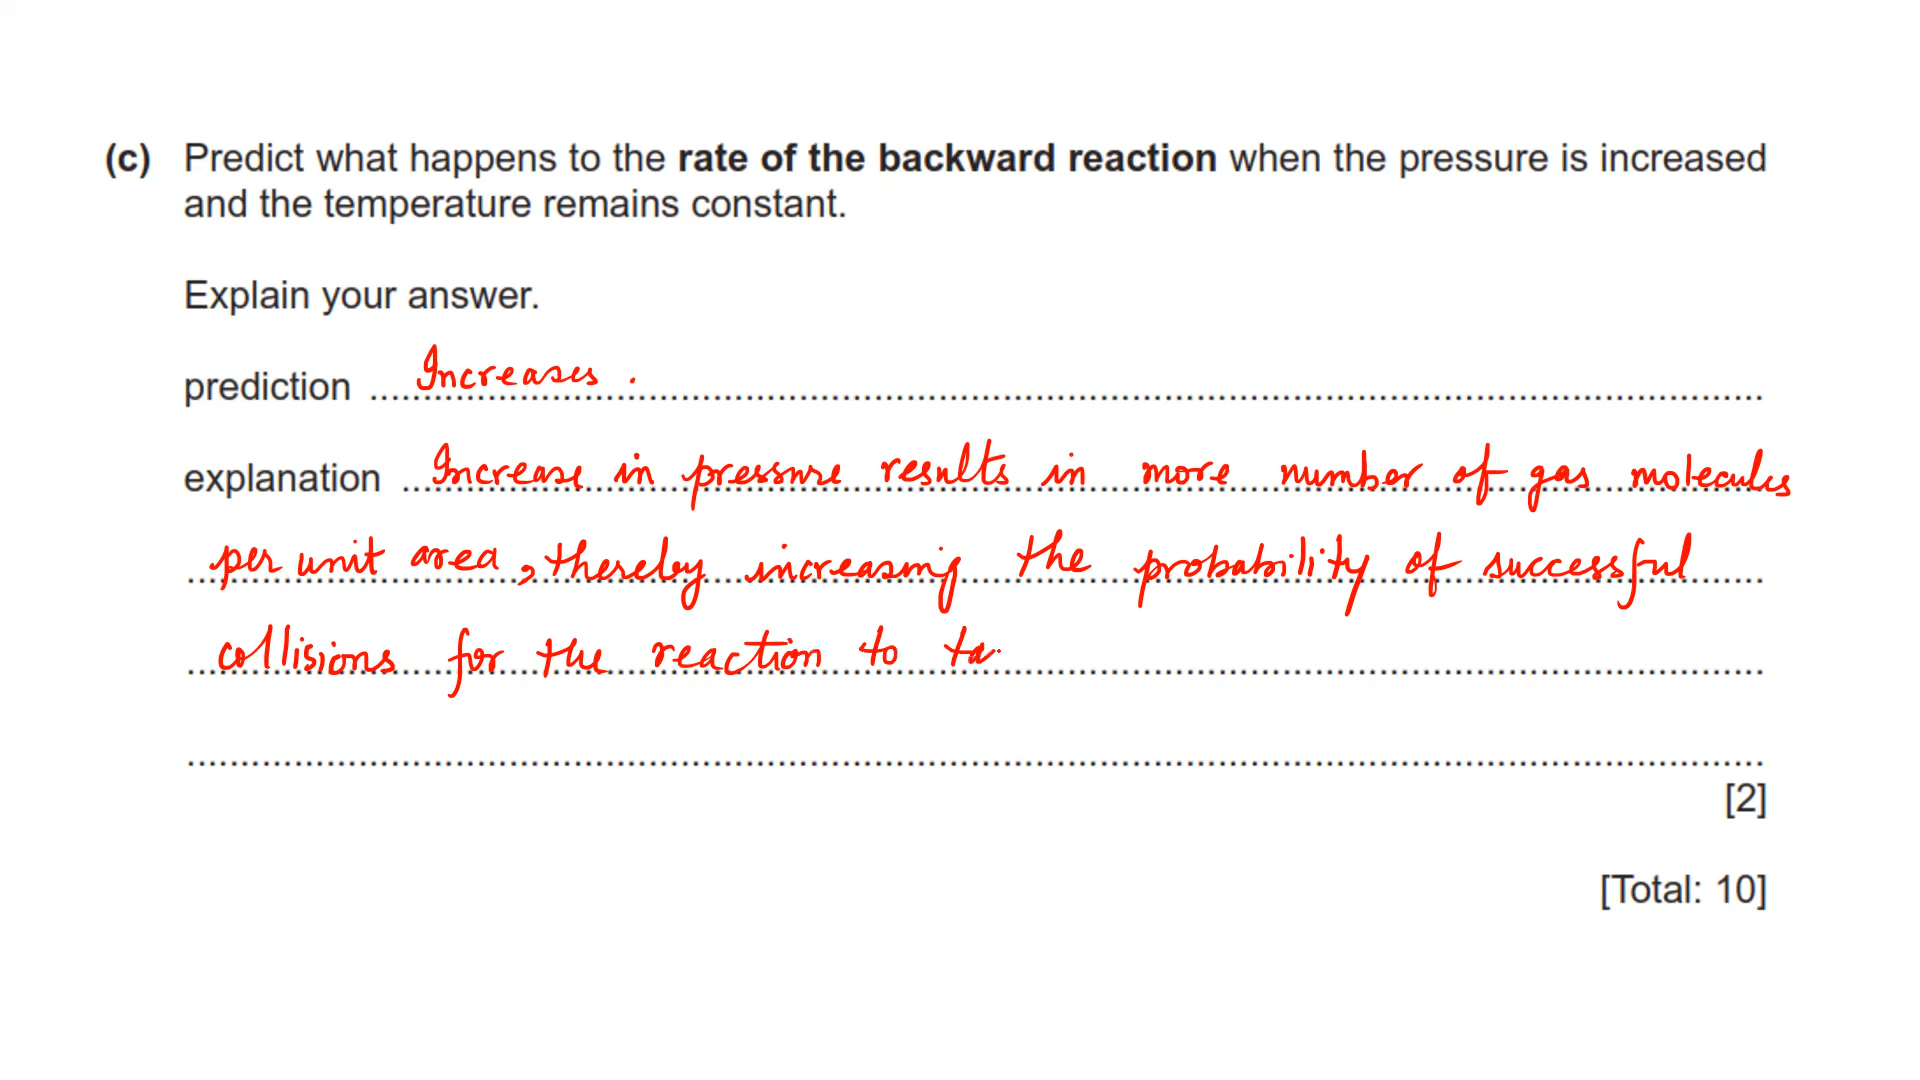 (c) Predict what happens to the rate of the backward reaction when the pressure is increased
and the temperature remains constant.
Explain your answer.
prediction Increases.
explanation Increase in pressure results in more number of gas molecules
per unit area, thereby increasing the probability of successful
collisions for the reaction to ta
[2]
[Total: 10]